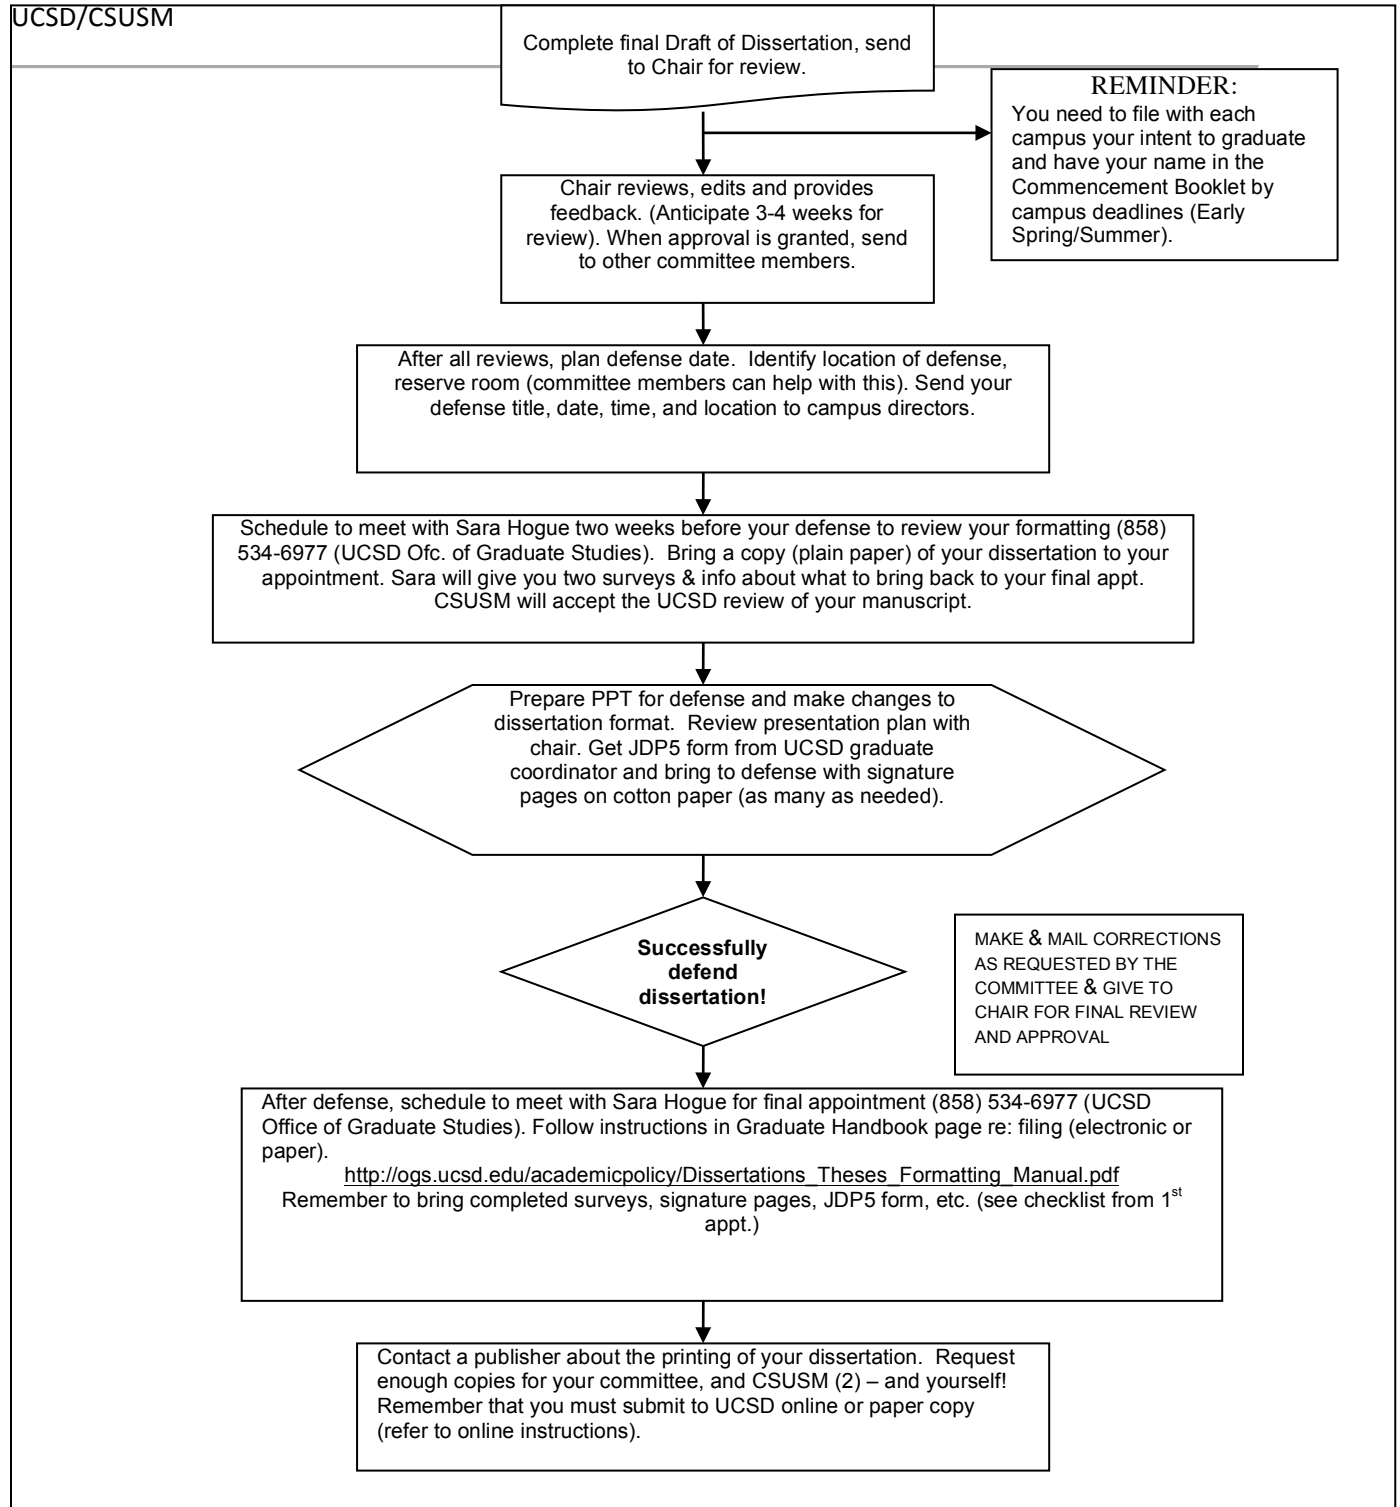 UCSD/CSUSM
Complete final Draft of Dissertation, send
to Chair for review.
REMINDER:
You need to file with each
campus your intent to graduate
and have your name in the
Commencement Booklet by
campus deadlines (Early
Spring/Summer).
Chair reviews, edits and provides
feedback. (Anticipate 3-4 weeks for
review). When approval is granted, send
to other committee members.
After all reviews, plan defense date.  Identify location of defense,
reserve room (committee members can help with this). Send your
defense title, date, time, and location to campus directors.
Schedule to meet with Sara Hogue two weeks before your defense to review your formatting (858)
534-6977 (UCSD Ofc. of Graduate Studies).  Bring a copy (plain paper) of your dissertation to your
appointment. Sara will give you two surveys & info about what to bring back to your final appt.
CSUSM will accept the UCSD review of your manuscript.
Prepare PPT for defense and make changes to
dissertation format.  Review presentation plan with
chair. Get JDP5 form from UCSD graduate
coordinator and bring to defense with signature
pages on cotton paper (as many as needed).
Successfully
defend
dissertation!
MAKE & MAIL CORRECTIONS
AS REQUESTED BY THE
COMMITTEE & GIVE TO
CHAIR FOR FINAL REVIEW
AND APPROVAL
After defense, schedule to meet with Sara Hogue for final appointment (858) 534-6977 (UCSD
Office of Graduate Studies). Follow instructions in Graduate Handbook page re: filing (electronic or
paper).
http://ogs.ucsd.edu/academicpolicy/Dissertations_Theses_Formatting_Manual.pdf
Remember to bring completed surveys, signature pages, JDP5 form, etc. (see checklist from 1st
appt.)
Contact a publisher about the printing of your dissertation.  Request
enough copies for your committee, and CSUSM (2) – and yourself!
Remember that you must submit to UCSD online or paper copy
(refer to online instructions).